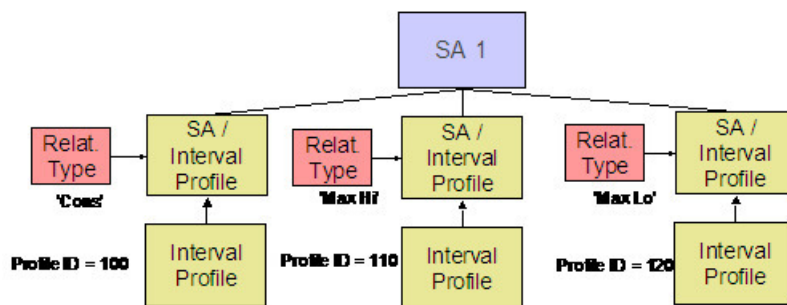 SA 1
Relat.
Type
'Cons'
SA /
Interval
Profile
Relat.
Type
'Max Hi'
SA /
Interval
Profile
Relat.
Type
'Max Lo'
SA /
Interval
Profile
Profile ID = 100
Interval
Profile
Profile ID = 110
Interval
Profile
Profile ID = 120
Interval
Profile